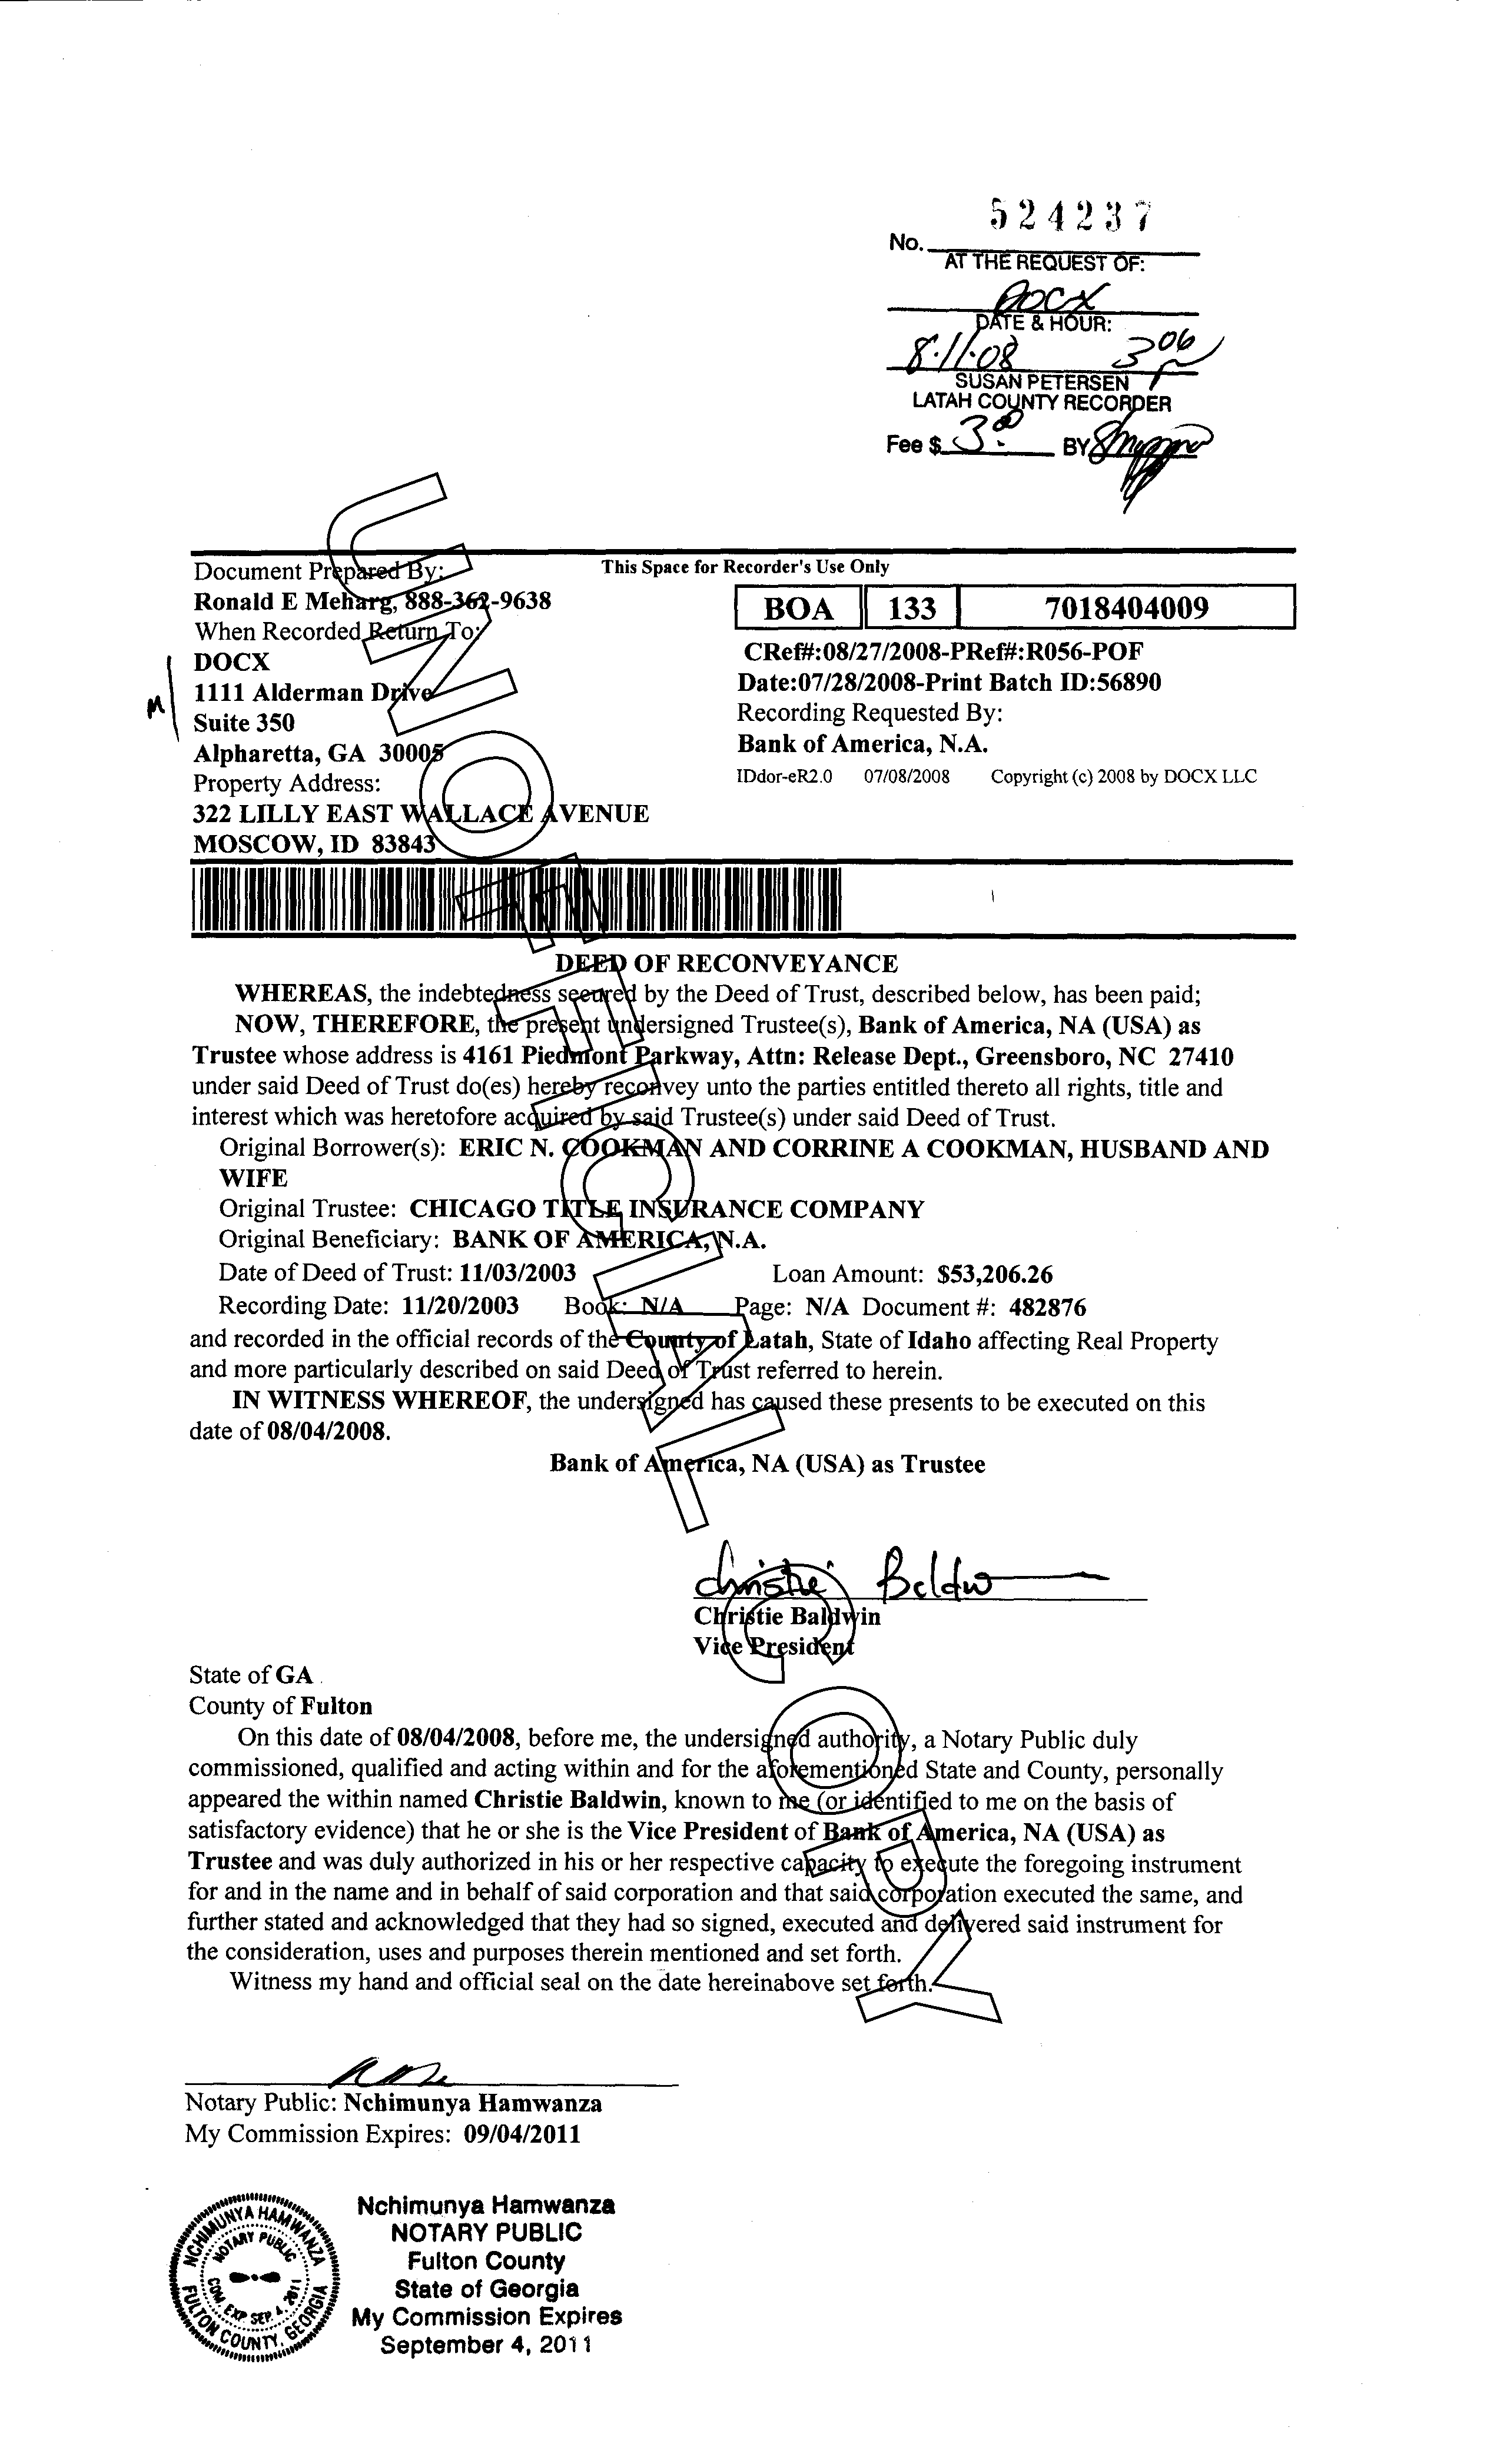 524237
No.
AT THE REQUEST OF:
DOCX
DATE & HOUR:
8·11·08 3 06
SUSAN PETERSEN
LATAH COUNTY RECORDER
Fee $ 3.00 BY
This Space for Recorder's Use Only
Document Prepared By:
Ronald E Meharg, 888-362-9638
When Recorded Return To:
DOCX
1111 Alderman Drive
Suite 350
Alpharetta, GA 30005
Property Address:
322 LILLY EAST WALLACE AVENUE
MOSCOW, ID 83843
M
BOA 133 7018404009
CRef#:08/27/2008-PRef#:R056-POF
Date:07/28/2008-Print Batch ID:56890
Recording Requested By:
Bank of America, N.A.
IDdor-eR2.0 07/08/2008 Copyright (c) 2008 by DOCX LLC
DEED OF RECONVEYANCE
WHEREAS, the indebtedness secured by the Deed of Trust, described below, has been paid;
NOW, THEREFORE, the present undersigned Trustee(s), Bank of America, NA (USA) as
Trustee whose address is 4161 Piedmont Parkway, Attn: Release Dept., Greensboro, NC 27410
under said Deed of Trust do(es) hereby reconvey unto the parties entitled thereto all rights, title and
interest which was heretofore acquired by said Trustee(s) under said Deed of Trust.
Original Borrower(s): ERIC N. COOKMAN AND CORRINE A COOKMAN, HUSBAND AND
WIFE
Original Trustee: CHICAGO TITLE INSURANCE COMPANY
Original Beneficiary: BANK OF AMERICA, N.A.
Date of Deed of Trust: 11/03/2003 Loan Amount: $53,206.26
Recording Date: 11/20/2003 Book: N/A Page: N/A Document #: 482876
and recorded in the official records of the County of Latah, State of Idaho affecting Real Property
and more particularly described on said Deed of Trust referred to herein.
IN WITNESS WHEREOF, the undersigned has caused these presents to be executed on this
date of 08/04/2008.
Bank of America, NA (USA) as Trustee
Christie Baldw
Christie Baldwin
Vice President
State of GA
County of Fulton
On this date of 08/04/2008, before me, the undersigned authority, a Notary Public duly
commissioned, qualified and acting within and for the aforementioned State and County, personally
appeared the within named Christie Baldwin, known to me (or identified to me on the basis of
satisfactory evidence) that he or she is the Vice President of Bank of America, NA (USA) as
Trustee and was duly authorized in his or her respective capacity to execute the foregoing instrument
for and in the name and in behalf of said corporation and that said corporation executed the same, and
further stated and acknowledged that they had so signed, executed and delivered said instrument for
the consideration, uses and purposes therein mentioned and set forth.
Witness my hand and official seal on the date hereinabove set forth.
UNOFFICIAL COPY
Notary Public: Nchimunya Hamwanza
My Commission Expires: 09/04/2011
NCHIMUNYA HAMWANZA
NOTARY PUBLIC
COM. EXP. SEP. 4, 2011
FULTON COUNTY, GEORGIA
Nchimunya Hamwanza
NOTARY PUBLIC
Fulton County
State of Georgia
My Commission Expires
September 4, 2011